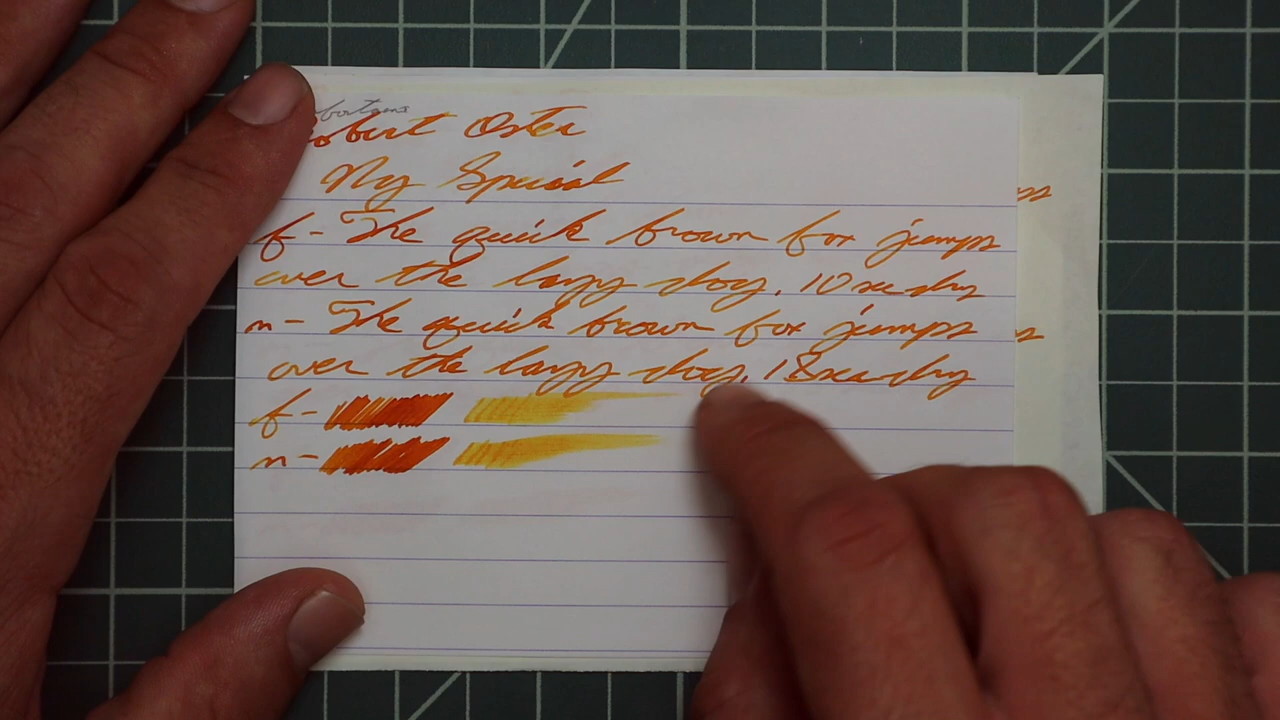 Robert Oster
Ny Special
f - The quick brown fox jumps
over the lazy dog. 10 sec dry
m - The quick brown fox jumps
over the lazy dog. 18 sec dry
f -
m -